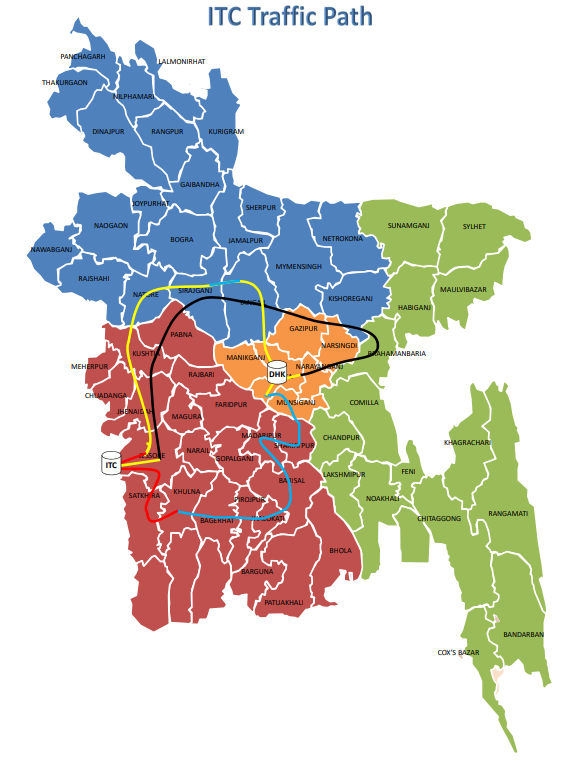 ITC Traffic Path
PANCHAGARH
LALMONIRHAT
THAKURGAON
NILPHAMARI
DINAJPUR
RANGPUR
KURIGRAM
GAIBANDHA
JOYPURHAT
SHERPUR
NAOGAON
SUNAMGANJ
SYLHET
BOGRA
JAMALPUR
NETROKONA
NAWABGANJ
MYMENSINGH
RAJSHAHI
MAULVIBAZAR
NATORE
SIRAJGANJ
KISHOREGANJ
HABIGANJ
GAZIPUR
PABNA
NARSINGDI
KUSHTIA
MANIKGANJ
BRAHAMANBARIA
MEHERPUR
NARAYANGANJ
RAJBARI
DHK
CHUADANGA
FARIDPUR
MUNSIGANJ
COMILLA
JHENAIDAH
MAGURA
MADARIPUR
CHANDPUR
KHAGRACHARI
SHARIATPUR
NARAIL
JESSORE
GOPALGANJ
ITC
FENI
LAKSHMIPUR
BARISAL
SATKHIRA
KHULNA
PIROJPUR
NOAKHALI
RANGAMATI
BAGERHAT
CHITAGGONG
BHOLA
BARGUNA
PATUAKHALI
BANDARBAN
COX'S BAZAR